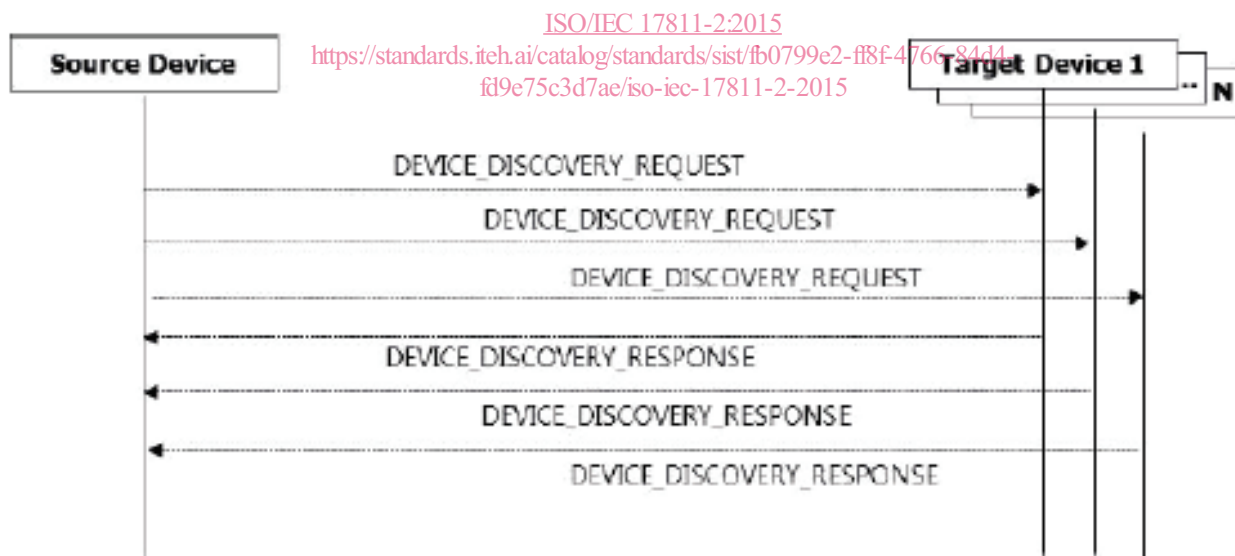 ISO/IEC 17811-2:2015
https://standards.iteh.ai/catalog/standards/sist/fb0799e2-ff8f-4766-84d4-
fd9e75c3d7ae/iso-iec-17811-2-2015
Source Device
Target Device 1
.. N
DEVICE_DISCOVERY_REQUEST
DEVICE_DISCOVERY_REQUEST
DEVICE_DISCOVERY_REQUEST
DEVICE_DISCOVERY_RESPONSE
DEVICE_DISCOVERY_RESPONSE
DEVICE_DISCOVERY_RESPONSE